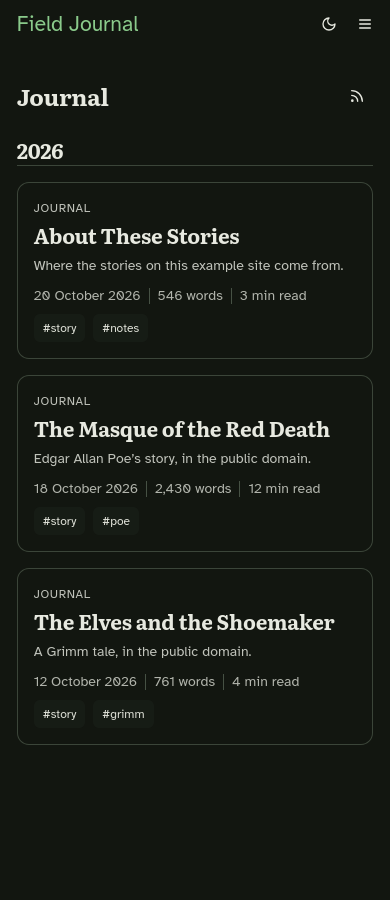 Field Journal
Journal
2026
JOURNAL
About These Stories
Where the stories on this example site come from.
20 October 2026 | 546 words | 3 min read
#story #notes
JOURNAL
The Masque of the Red Death
Edgar Allan Poe’s story, in the public domain.
18 October 2026 | 2,430 words | 12 min read
#story #poe
JOURNAL
The Elves and the Shoemaker
A Grimm tale, in the public domain.
12 October 2026 | 761 words | 4 min read
#story #grimm